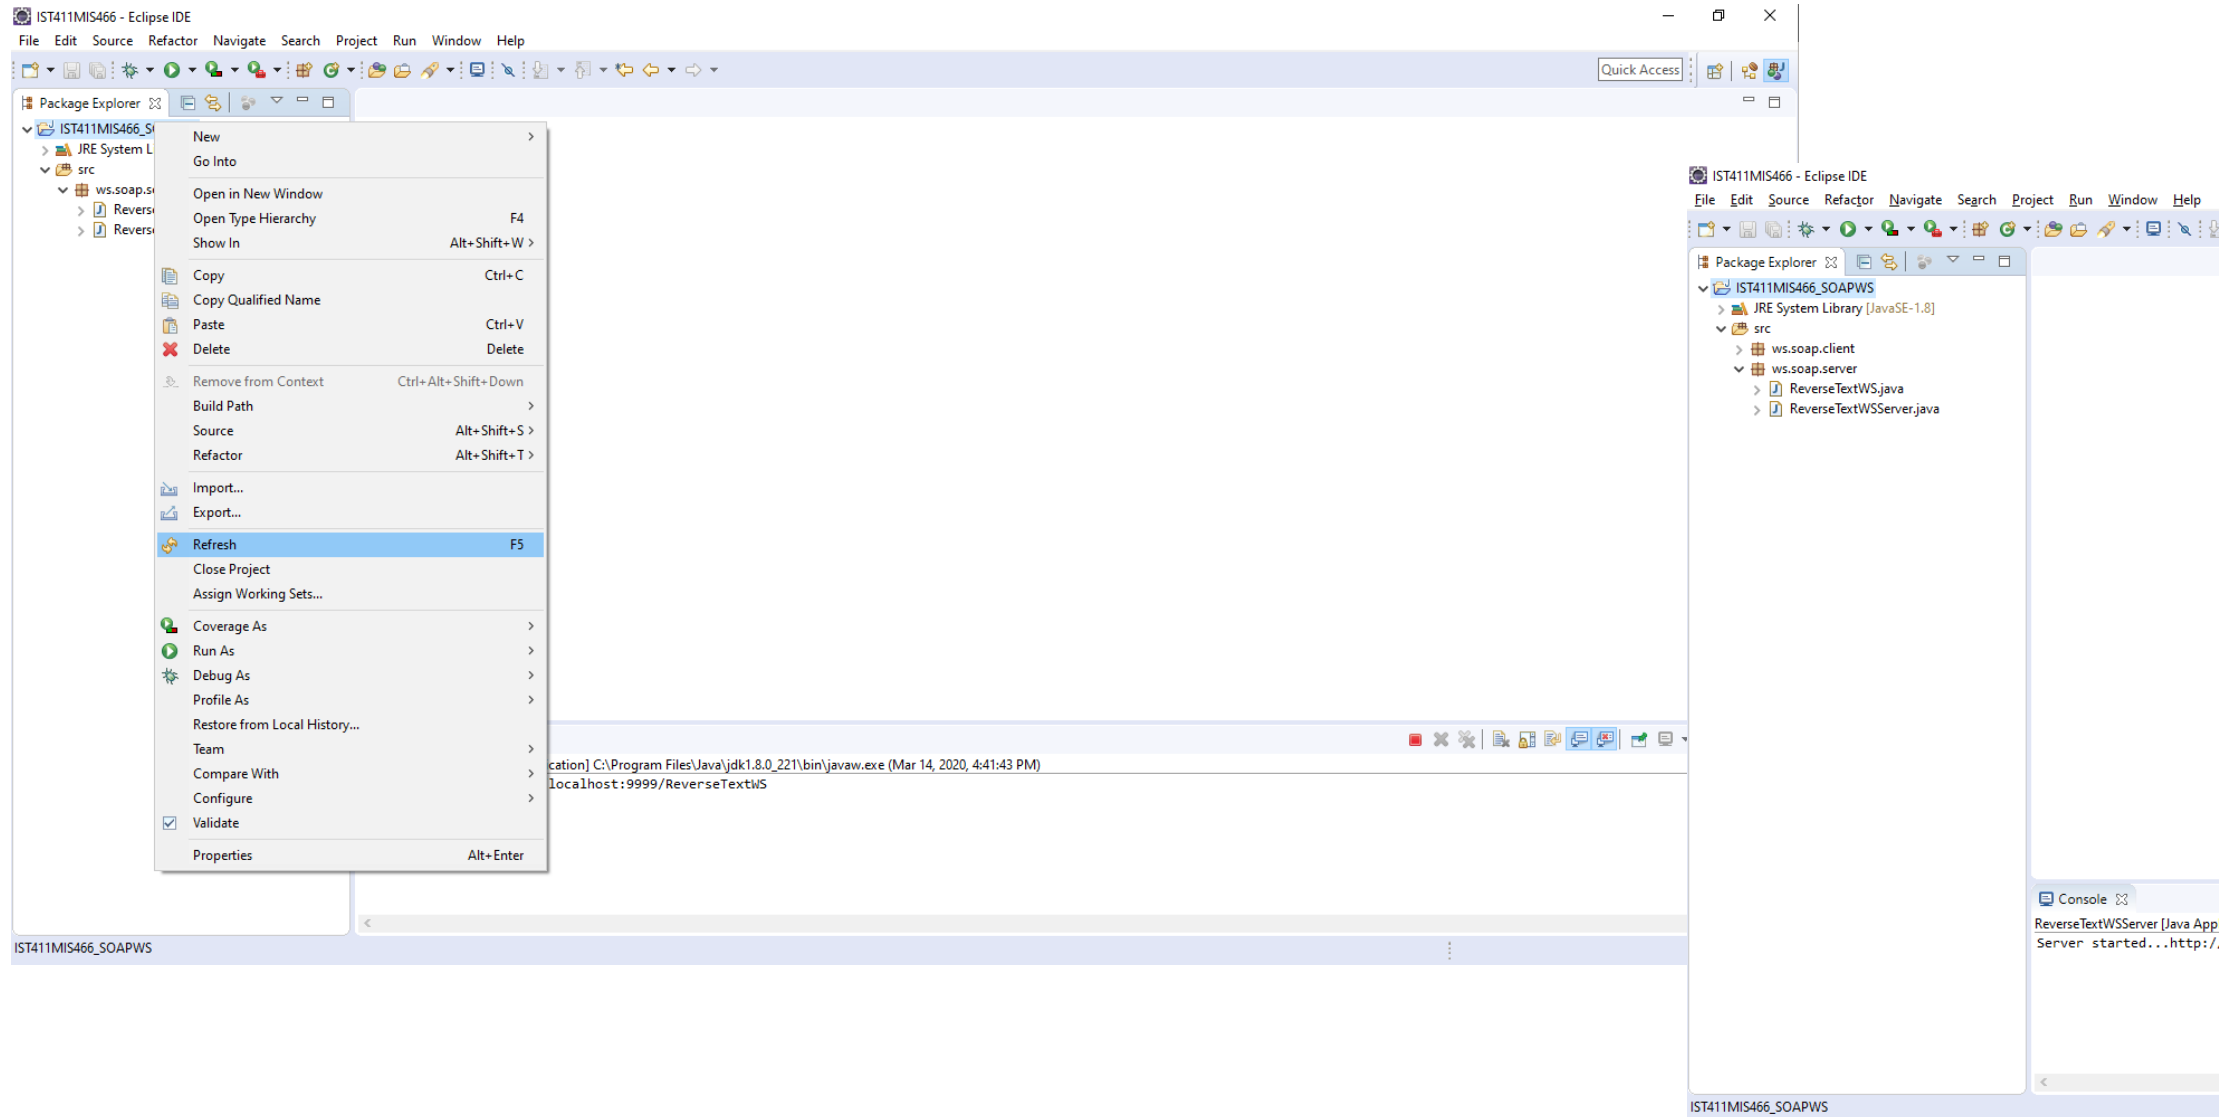 IST411MIS466 - Eclipse IDE
File Edit Source Refactor Navigate Search Project Run Window Help
Quick Access
Package Explorer
IST411MIS466_S
JRE System L
src
ws.soap.s
Revers
Revers
New
Go Into
Open in New Window
Open Type Hierarchy F4
Show In Alt+Shift+W >
Copy Ctrl+C
Copy Qualified Name
Paste Ctrl+V
Delete Delete
Remove from Context Ctrl+Alt+Shift+Down
Build Path
Source Alt+Shift+S >
Refactor Alt+Shift+T >
Import...
Export...
Refresh F5
Close Project
Assign Working Sets...
Coverage As
Run As
Debug As
Profile As
Restore from Local History...
Team
Compare With
Configure
Validate
Properties Alt+Enter
cation] C:\Program Files\Java\jdk1.8.0_221\bin\javaw.exe (Mar 14, 2020, 4:41:43 PM)
localhost:9999/ReverseTextWS
IST411MIS466_SOAPWS
IST411MIS466 - Eclipse IDE
File Edit Source Refactor Navigate Search Project Run Window Help
Package Explorer
IST411MIS466_SOAPWS
JRE System Library [JavaSE-1.8]
src
ws.soap.client
ws.soap.server
ReverseTextWS.java
ReverseTextWSServer.java
Console
ReverseTextWSServer [Java App
Server started...http:/
IST411MIS466_SOAPWS